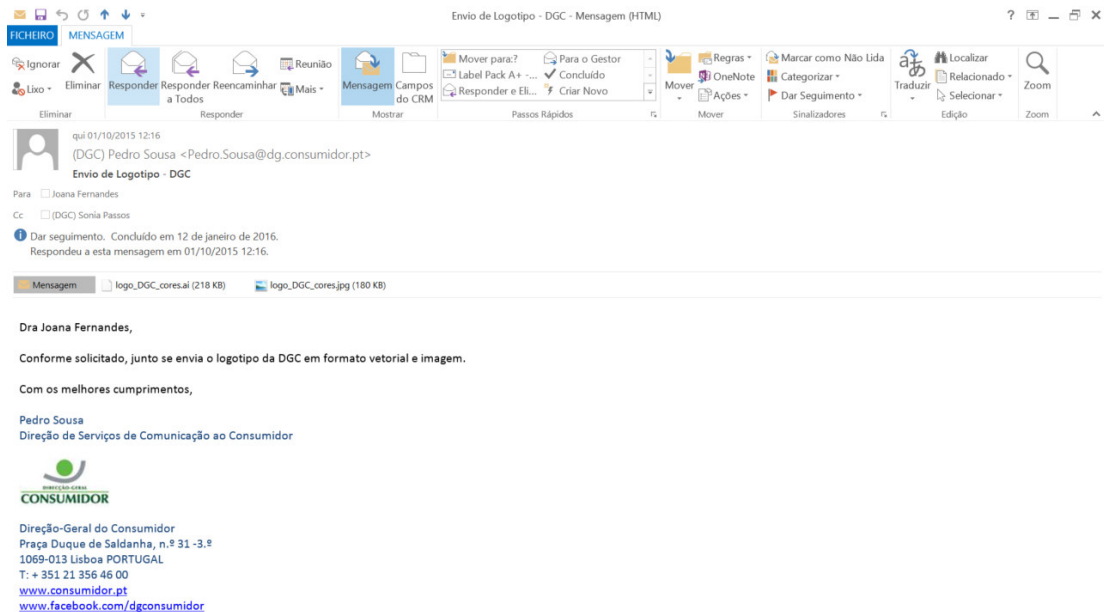 Envio de Logotipo - DGC - Mensagem (HTML)
FICHEIRO MENSAGEM
Ignorar
Lixo
Eliminar
Responder
Responder a Todos
Reencaminhar
Reunião
Mais
Mensagem
Campos do CRM
Mover para:?
Label Pack A+ -...
Responder e Eli...
Para o Gestor
Concluído
Criar Novo
Mover
Regras
OneNote
Ações
Marcar como Não Lida
Categorizar
Dar Seguimento
Traduzir
Localizar
Relacionado
Selecionar
Zoom
Eliminar Responder Mostrar Passos Rápidos Mover Sinalizadores Edição Zoom
qui 01/10/2015 12:16
(DGC) Pedro Sousa <Pedro.Sousa@dg.consumidor.pt>
Envio de Logotipo - DGC
Para Joana Fernandes
Cc (DGC) Sonia Passos
Dar seguimento. Concluído em 12 de janeiro de 2016.
Respondeu a esta mensagem em 01/10/2015 12:16.
Mensagem logo_DGC_cores.ai (218 KB) logo_DGC_cores.jpg (180 KB)
Dra Joana Fernandes,
Conforme solicitado, junto se envia o logotipo da DGC em formato vetorial e imagem.
Com os melhores cumprimentos,
Pedro Sousa
Direção de Serviços de Comunicação ao Consumidor
DIRECÇÃO-GERAL
CONSUMIDOR
Direção-Geral do Consumidor
Praça Duque de Saldanha, n.º 31 -3.º
1069-013 Lisboa PORTUGAL
T: + 351 21 356 46 00
www.consumidor.pt
www.facebook.com/dgconsumidor